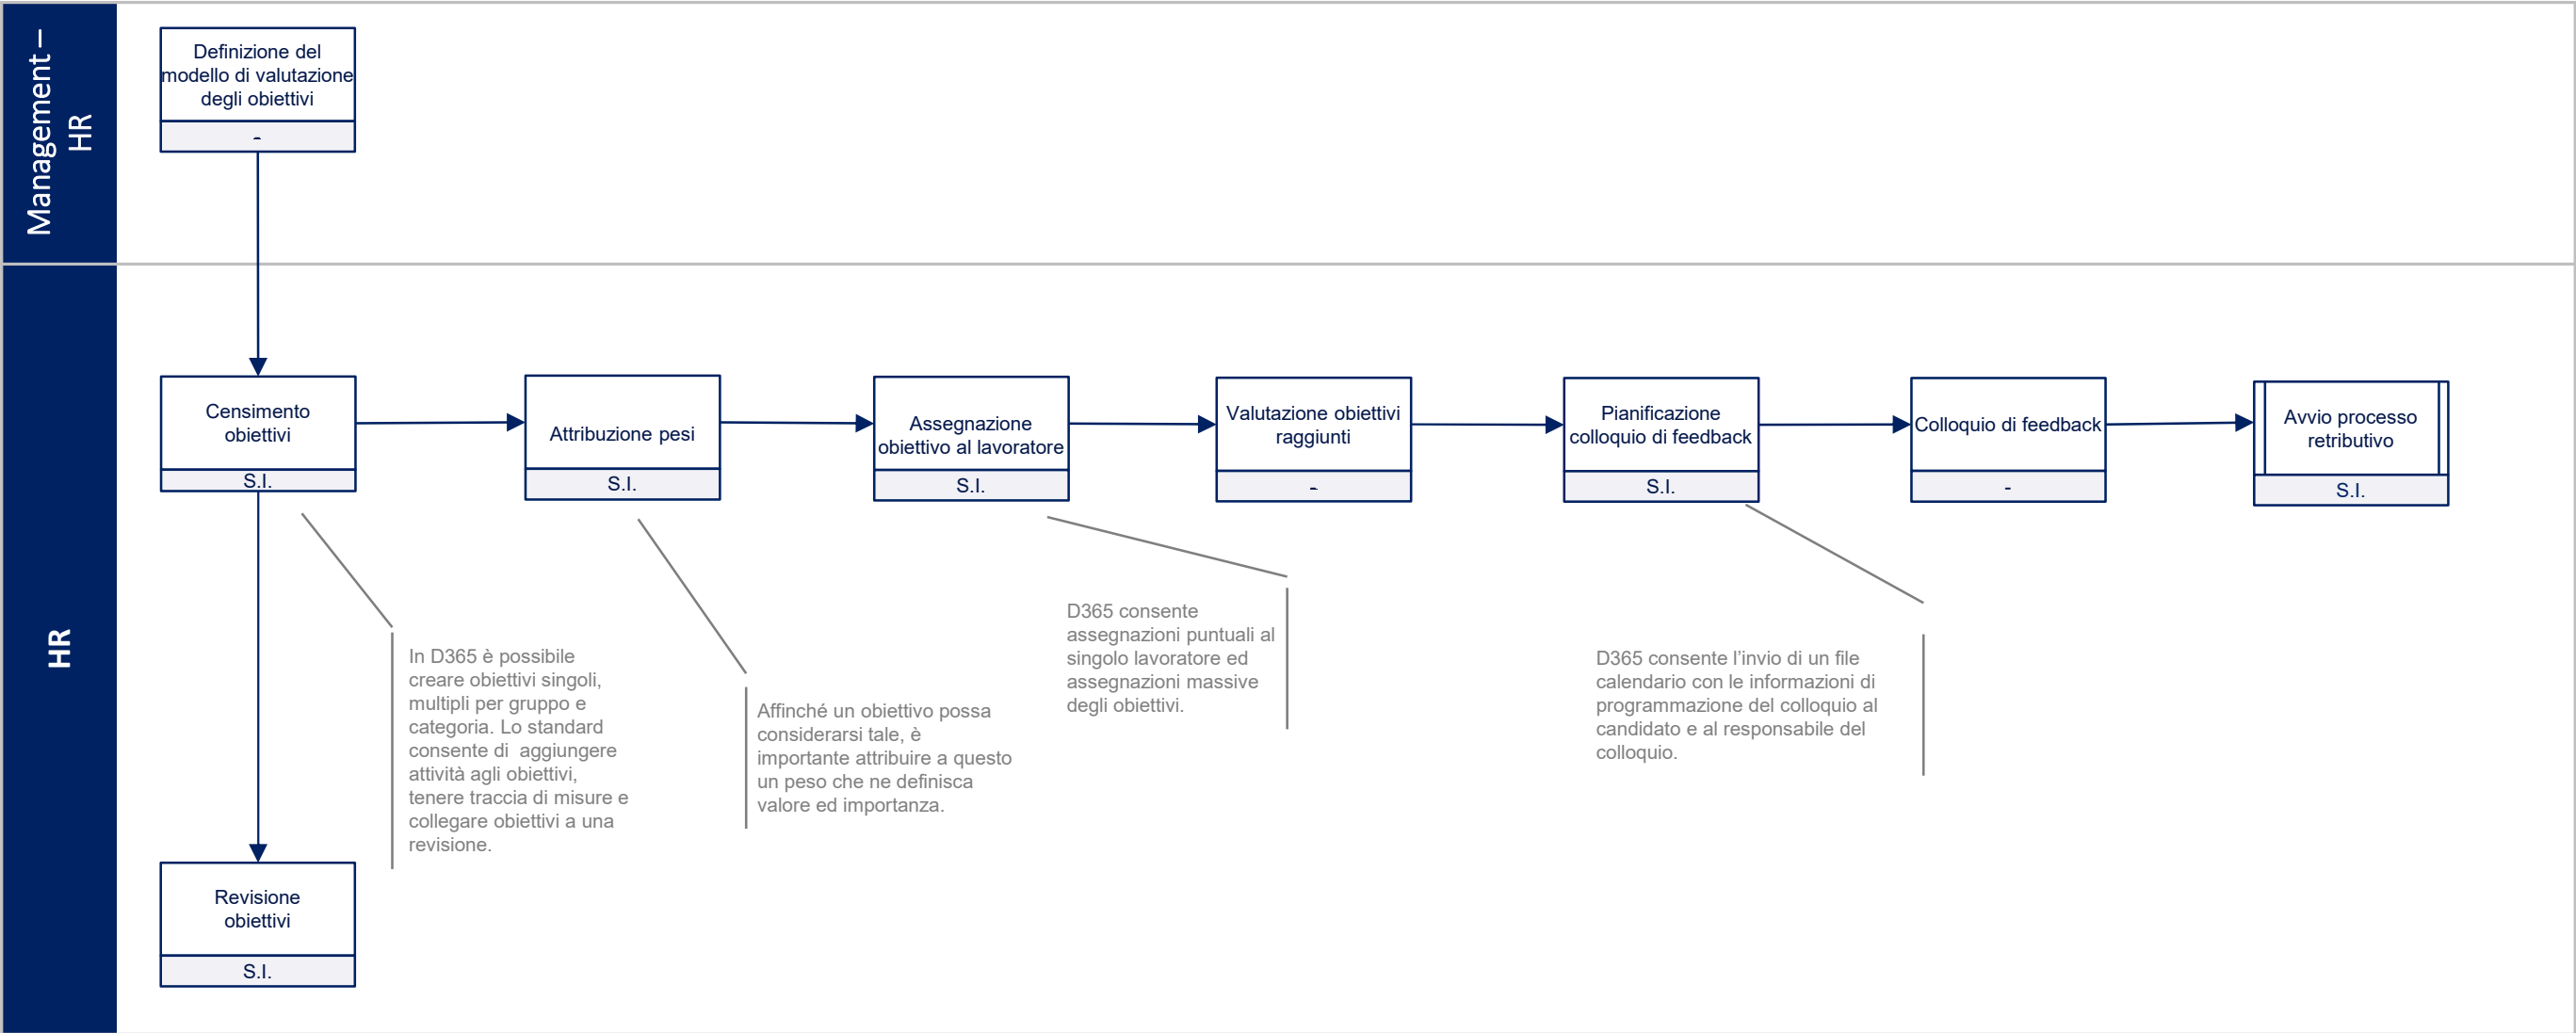 Management –
HR
Definizione del
modello di valutazione
degli obiettivi
-
HR
Censimento
obiettivi
S.I.
Attribuzione pesi
S.I.
Assegnazione
obiettivo al lavoratore
S.I.
Valutazione obiettivi
raggiunti
-
Pianificazione
colloquio di feedback
S.I.
Colloquio di feedback
-
Avvio processo
retributivo
S.I.
In D365 è possibile
creare obiettivi singoli,
multipli per gruppo e
categoria. Lo standard
consente di  aggiungere
attività agli obiettivi,
tenere traccia di misure e
collegare obiettivi a una
revisione.
Affinché un obiettivo possa
considerarsi tale, è
importante attribuire a questo
un peso che ne definisca
valore ed importanza.
D365 consente
assegnazioni puntuali al
singolo lavoratore ed
assegnazioni massive
degli obiettivi.
D365 consente l’invio di un file
calendario con le informazioni di
programmazione del colloquio al
candidato e al responsabile del
colloquio.
Revisione
obiettivi
S.I.